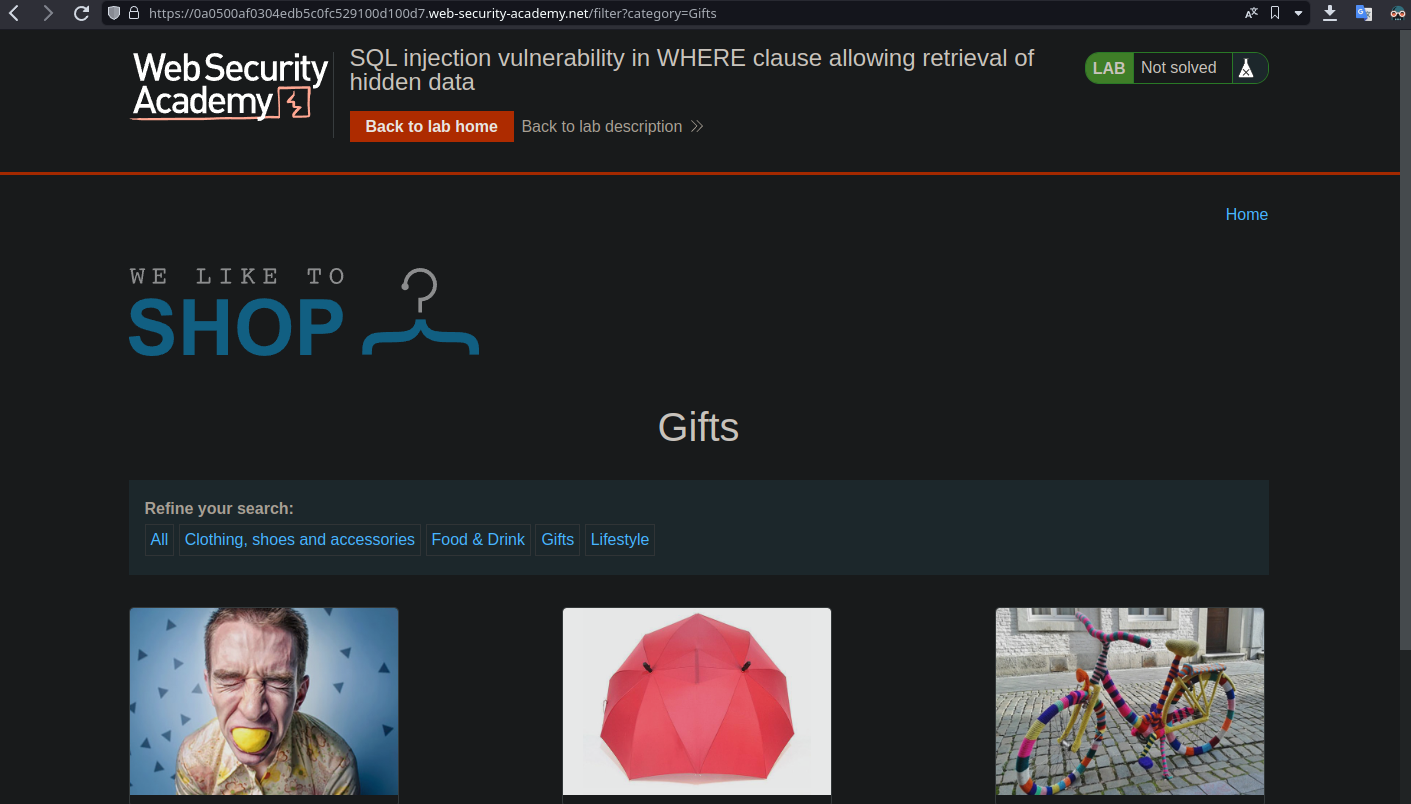 https://0a0500af0304edb5c0fc529100d100d7.web-security-academy.net/filter?category=Gifts
Web Security
Academy
SQL injection vulnerability in WHERE clause allowing retrieval of
hidden data
LAB Not solved
Back to lab home Back to lab description
Home
WE LIKE TO
SHOP
Gifts
Refine your search:
All Clothing, shoes and accessories Food & Drink Gifts Lifestyle